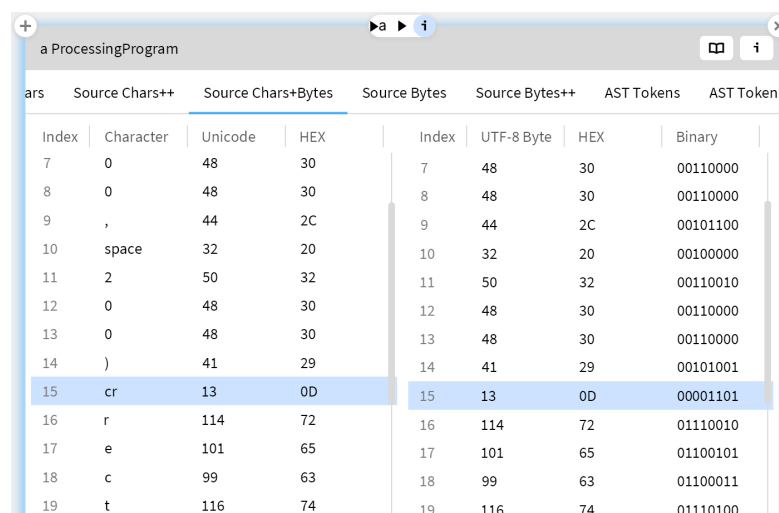 a i
a ProcessingProgram i
ars Source Chars++ Source Chars+Bytes Source Bytes Source Bytes++ AST Tokens AST Token
Index Character Unicode HEX Index UTF-8 Byte HEX Binary
7 0 48 30 7 48 30 00110000
8 0 48 30 8 48 30 00110000
9 , 44 2C 9 44 2C 00101100
10 space 32 20 10 32 20 00100000
11 2 50 32 11 50 32 00110010
12 0 48 30 12 48 30 00110000
13 0 48 30 13 48 30 00110000
14 ) 41 29 14 41 29 00101001
15 cr 13 0D 15 13 0D 00001101
16 r 114 72 16 114 72 01110010
17 e 101 65 17 101 65 01100101
18 c 99 63 18 99 63 01100011
19 t 116 74 19 116 74 01110100